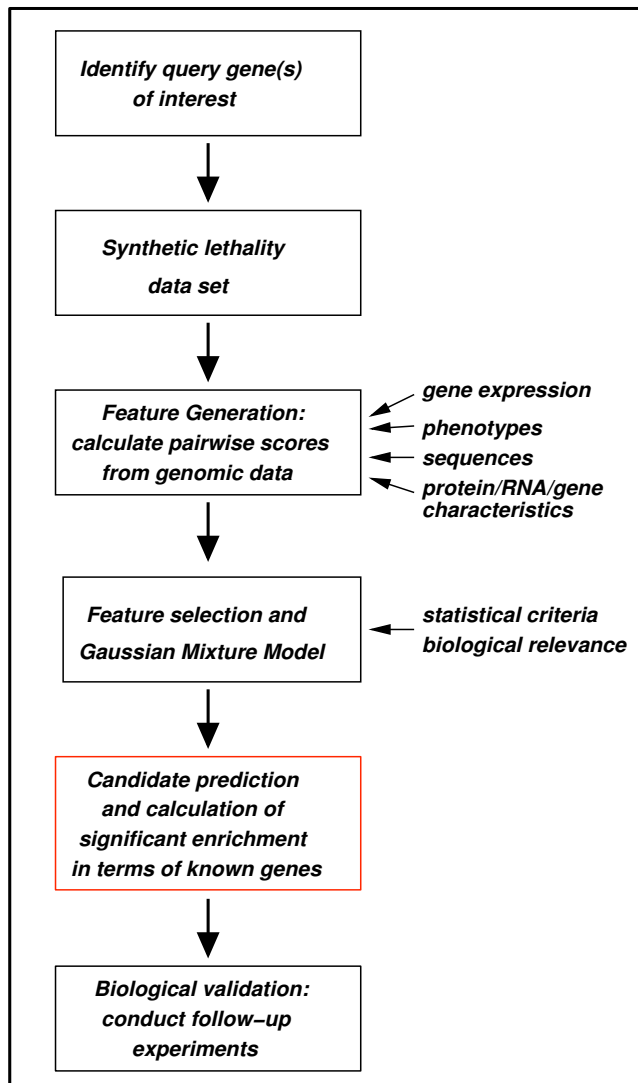 Identify query gene(s)
of interest
Synthetic lethality
data set
Feature Generation:
calculate pairwise scores
from genomic data
gene expression
phenotypes
sequences
protein/RNA/gene
characteristics
Feature selection and
Gaussian Mixture Model
statistical criteria
biological relevance
Candidate prediction
and calculation of
significant enrichment
in terms of known genes
Biological validation:
conduct follow−up
experiments